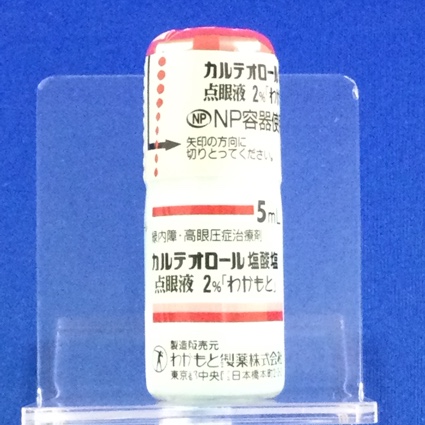 カルテオロール
点眼液 2%「わか
NP NP容器使
矢印の方向に
切りとってください。
5mL
緑内障・高眼圧症治療剤
カルテオロール塩酸塩
点眼液 2%「わかもと」
製造販売元
わかもと製薬株式会社
東京都中央区日本橋本町2